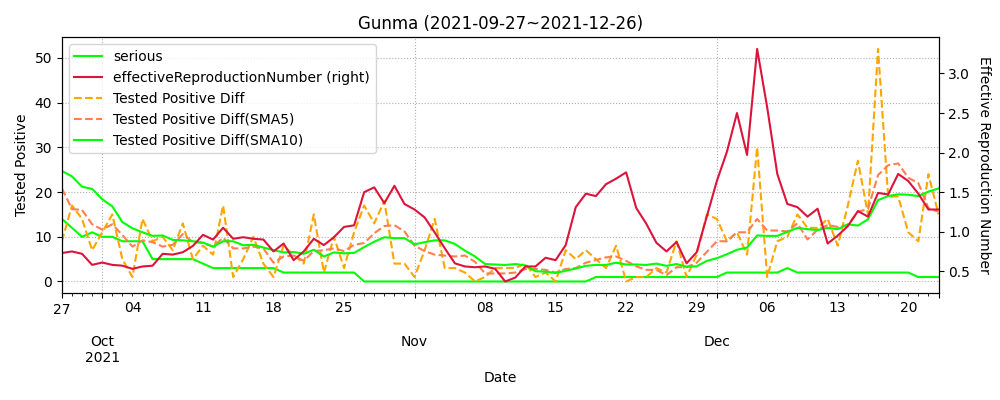 Gunma (2021-09-27~2021-12-26)
serious
effectiveReproductionNumber (right)
Tested Positive Diff
Tested Positive Diff(SMA5)
Tested Positive Diff(SMA10)
Tested Positive
50
40
30
20
10
0
Effective Reproduction Number
3.0
2.5
2.0
1.5
1.0
0.5
27 04 11 18 25 08 15 22 29 06 13 20
Oct Nov Dec
2021
Date